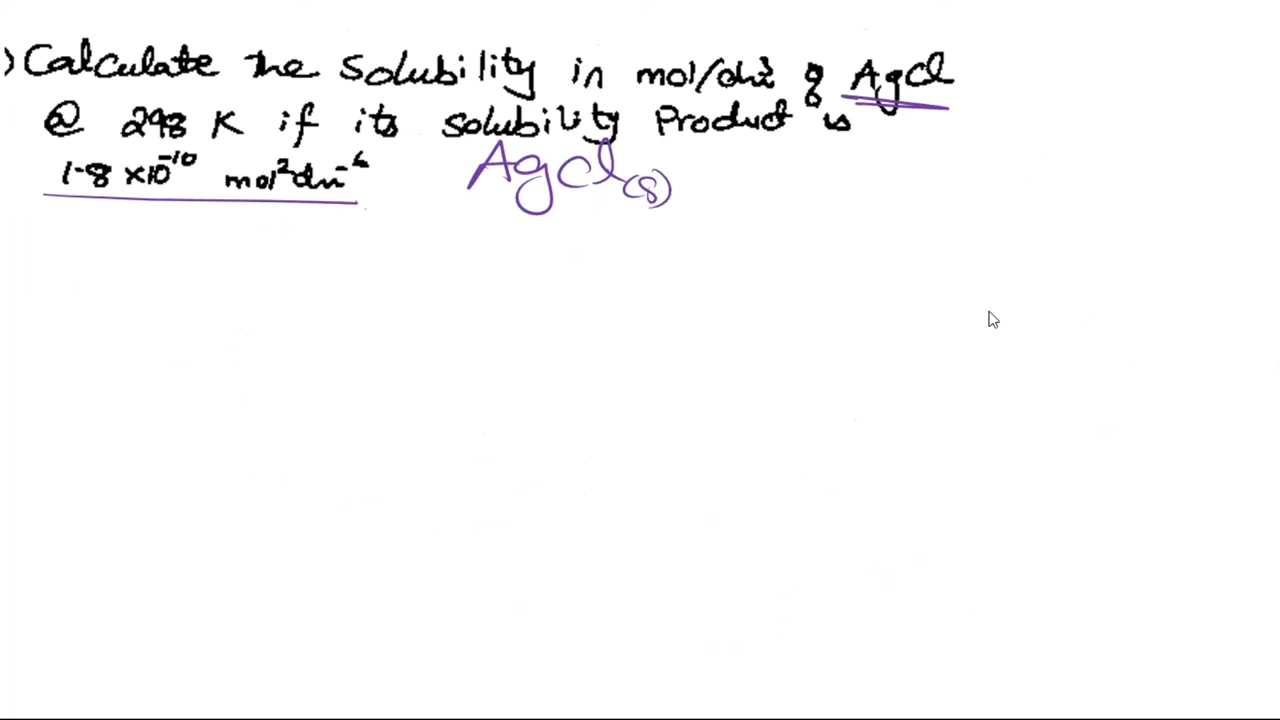 ) Calculate the solubility in mol/dm³ of AgCl
@ 298 K if its solubility Product is
1.8 ×10⁻¹⁰ mol²dm⁻⁶ AgCl(s)